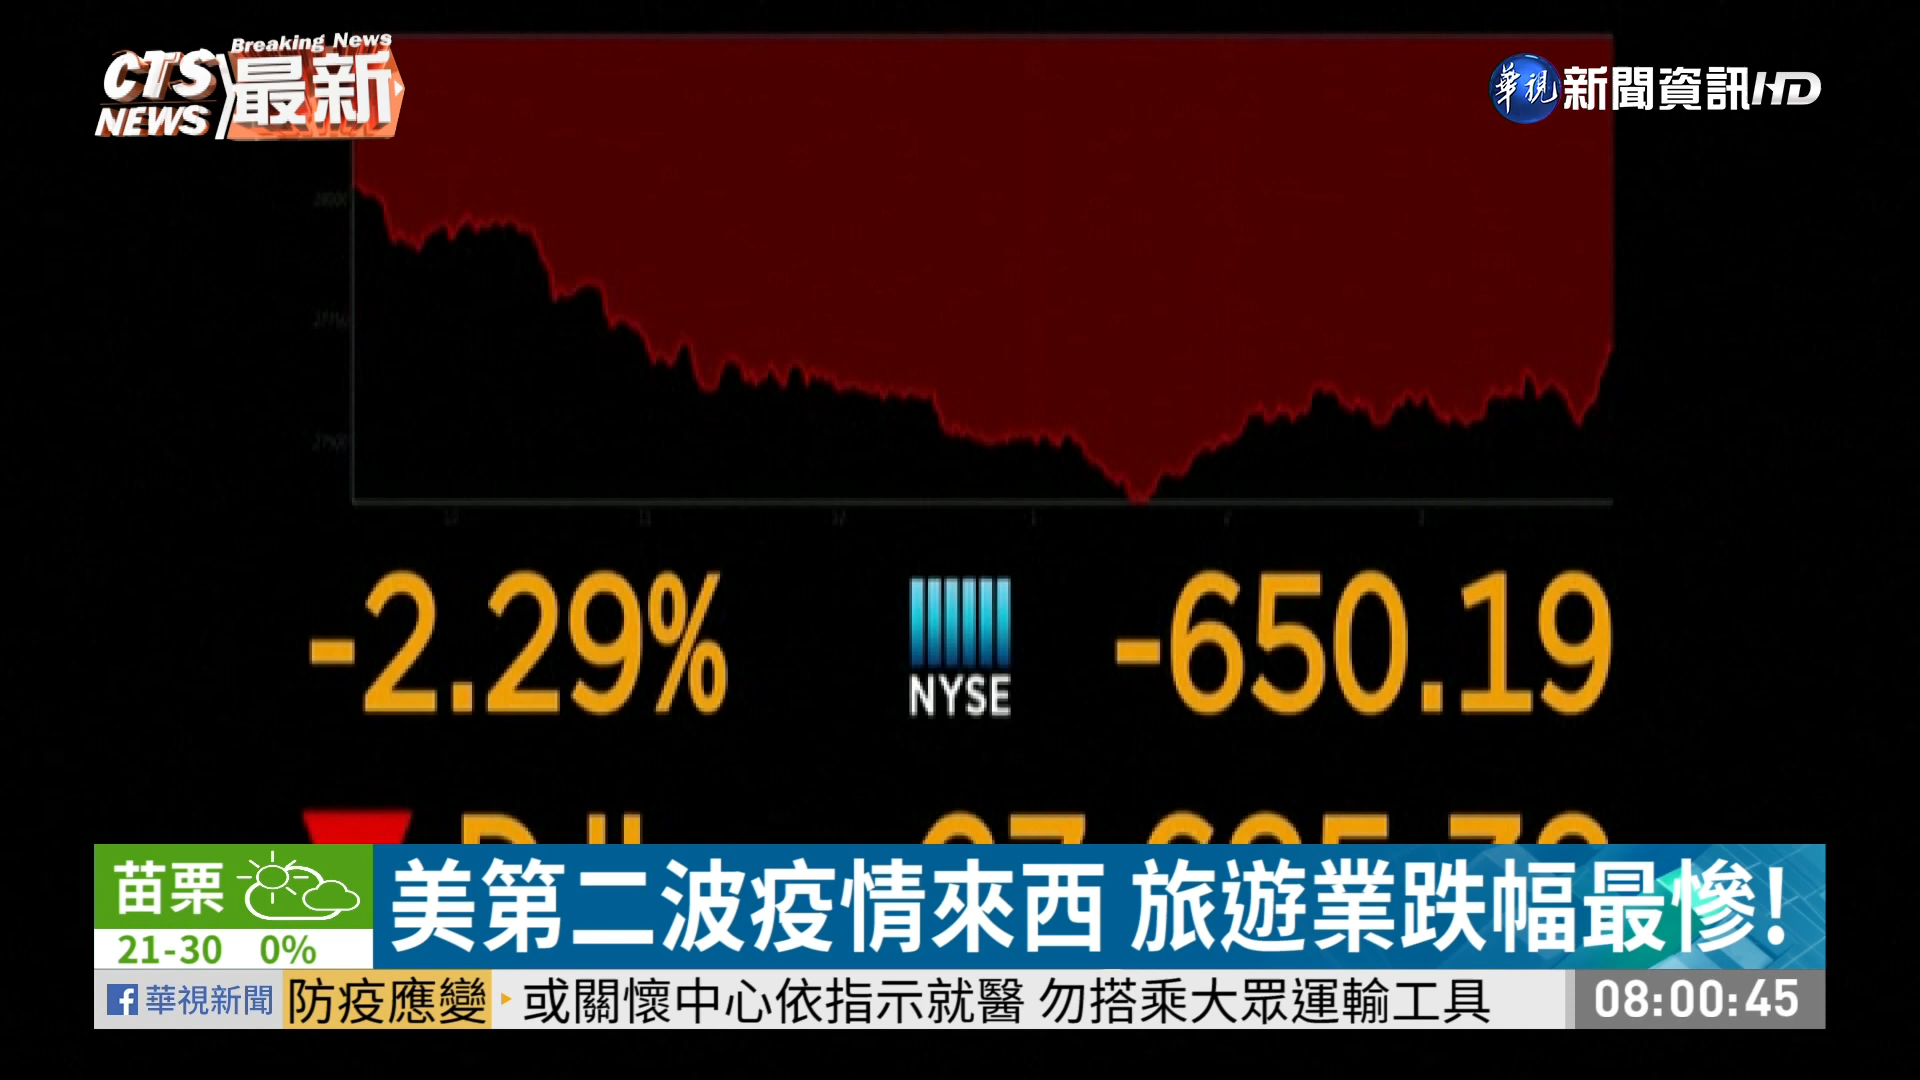 Breaking News
CTS 最新
NEWS
華視 新聞資訊HD
-2.29%
NYSE
-650.19
苗栗
21-30 0%
美第二波疫情來西 旅遊業跌幅最慘!
華視新聞
防疫應變
或關懷中心依指示就醫 勿搭乘大眾運輸工具
08:00:45